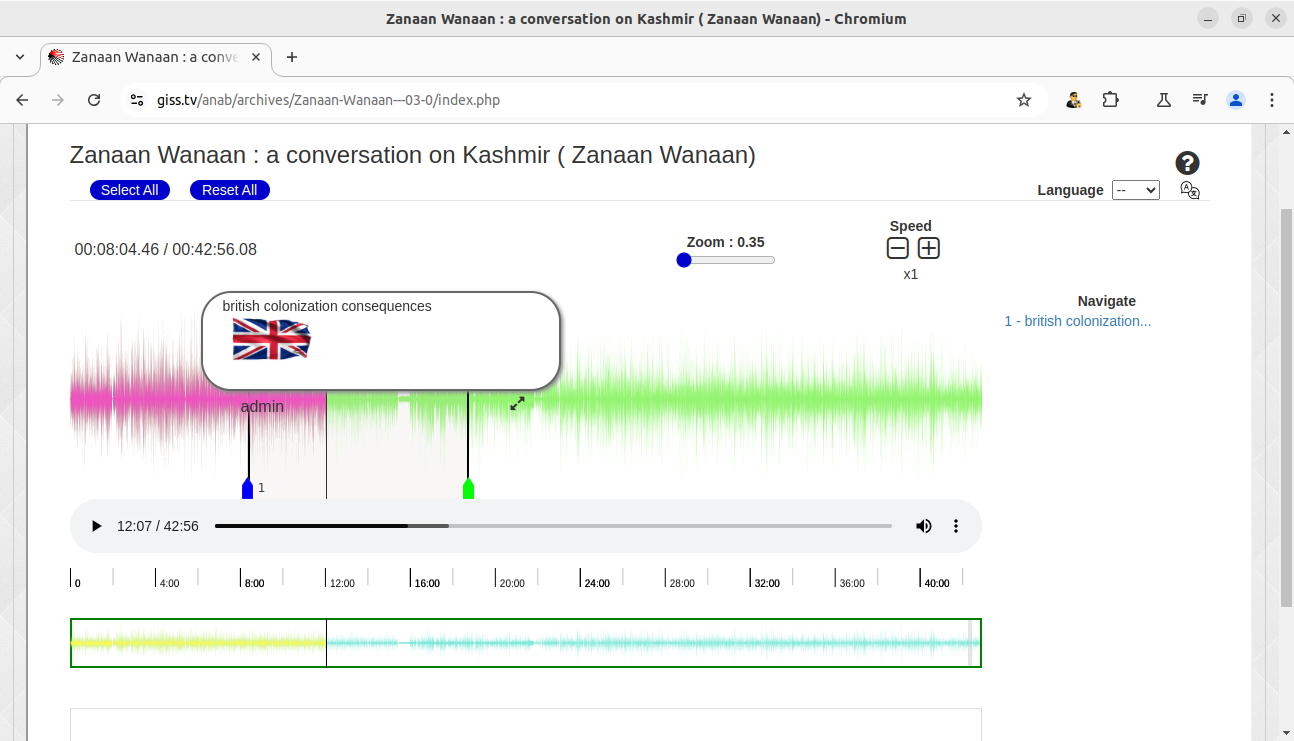 Zanaan Wanaan : a conversation on Kashmir ( Zanaan Wanaan) - Chromium
Zanaan Wanaan : a conve
giss.tv/anab/archives/Zanaan-Wanaan---03-0/index.php
Zanaan Wanaan : a conversation on Kashmir ( Zanaan Wanaan)
?
Select All Reset All
Language --
Speed
00:08:04.46 / 00:42:56.08
Zoom : 0.35
x1
british colonization consequences
Navigate
1 - british colonization...
admin
1
12:07 / 42:56
0 4:00 8:00 12:00 16:00 20:00 24:00 28:00 32:00 36:00 40:00